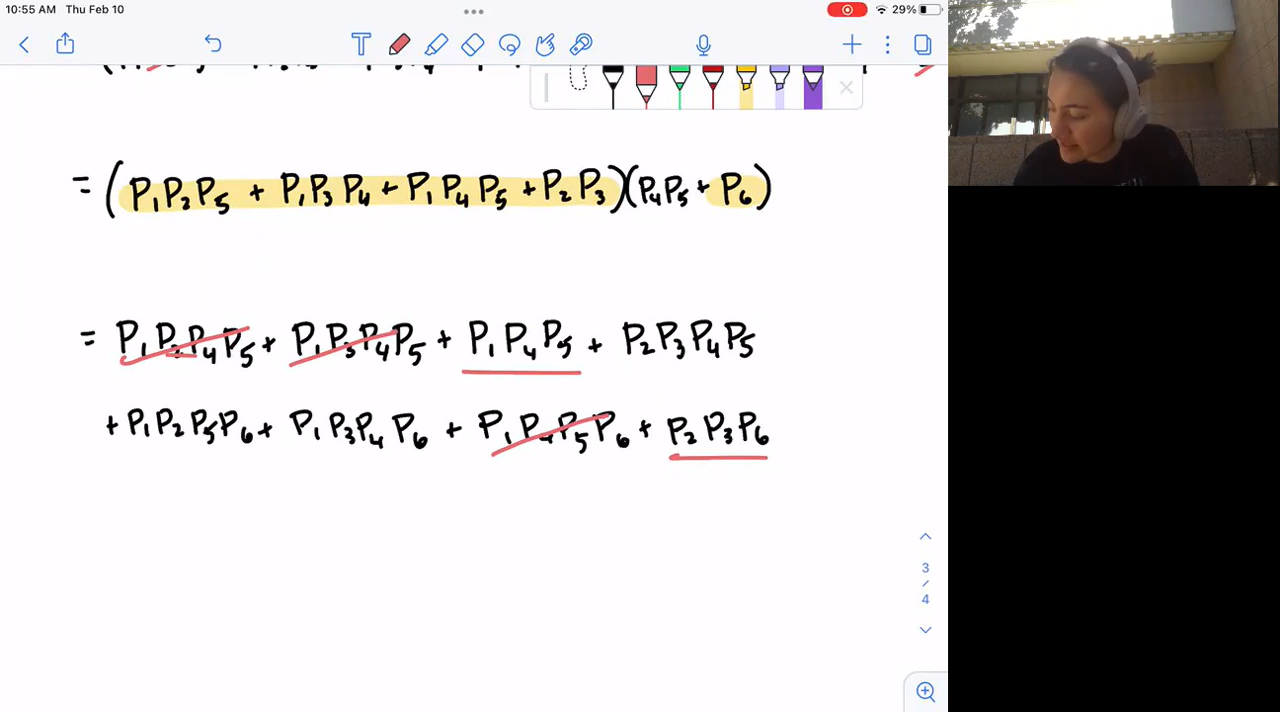 10:55 AM Thu Feb 10
29%
= (P₁P₂P₅ + P₁P₃P₄ + P₁P₄P₅ + P₂P₃)(P₄P₅ + P₆)
= P₁P₂P₄P₅ + P₁P₃P₄P₅ + P₁P₄P₅ + P₂P₃P₄P₅
+ P₁P₂P₅P₆ + P₁P₃P₄P₆ + P₁P₄P₅P₆ + P₂P₃P₆
3
/
4